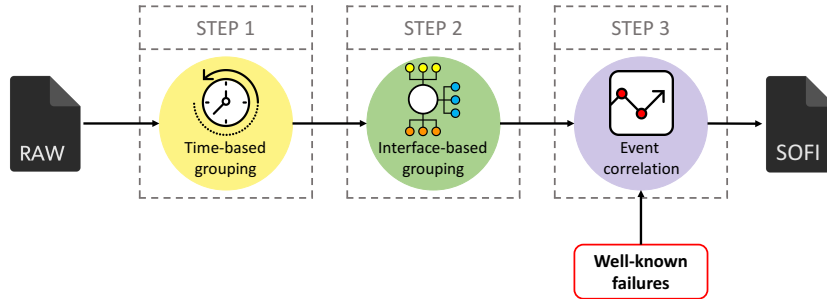 STEP 1
STEP 2
STEP 3
RAW
Time-based
grouping
Interface-based
grouping
Event
correlation
SOFI
Well-known
failures